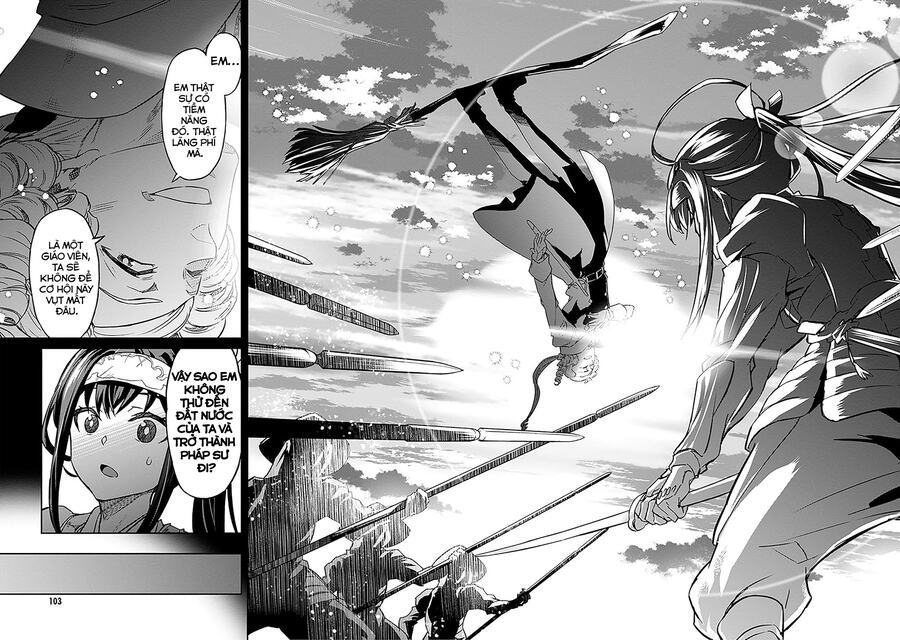 EM...
EM THẬT
SỰ CÓ
TIỀM
NĂNG
ĐÓ. THẬT
LÃNG PHÍ
MÀ.
LÀ MỘT
GIÁO VIÊN,
TA SẼ
KHÔNG ĐỂ
CƠ HỘI NÀY
VỤT MẤT
ĐÂU.
VẬY SAO EM
KHÔNG
THỬ ĐẾN
ĐẤT NƯỚC
CỦA TA VÀ
TRỞ THÀNH
PHÁP SƯ
ĐI?
103